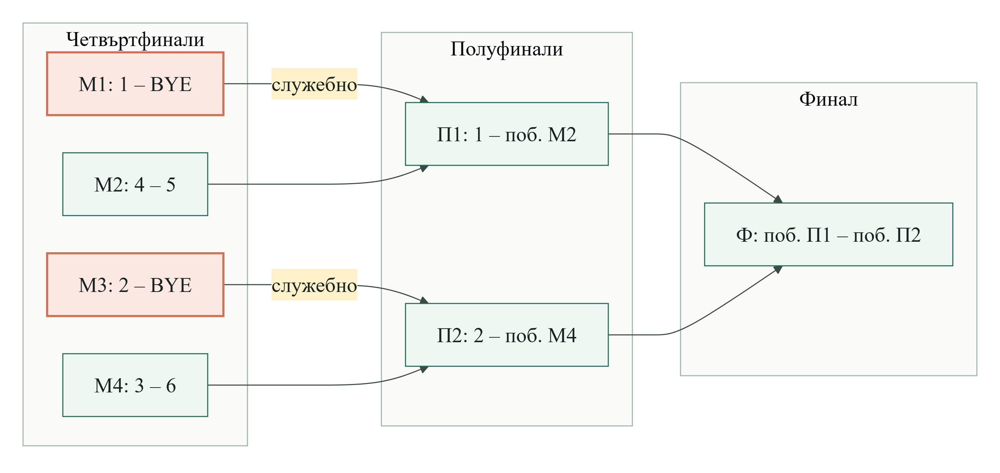 Четвъртфинали
М1: 1 – BYE
М2: 4 – 5
М3: 2 – BYE
М4: 3 – 6
служебно
служебно
Полуфинали
П1: 1 – поб. М2
П2: 2 – поб. М4
Финал
Ф: поб. П1 – поб. П2